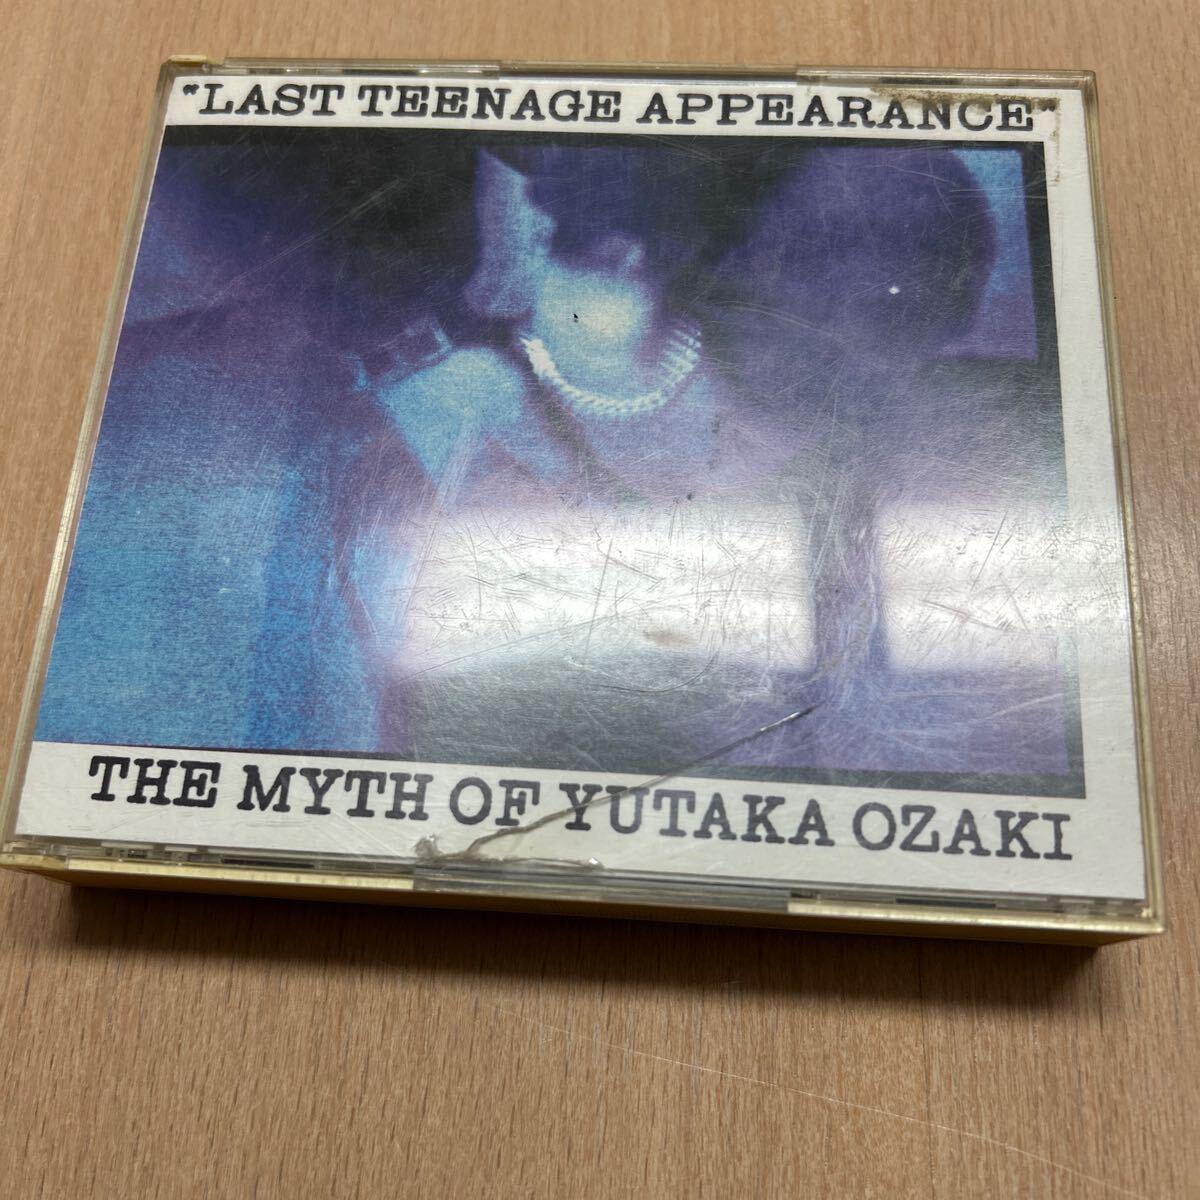 "LAST TEENAGE APPEARANCE"
THE MYTH OF YUTAKA OZAKI